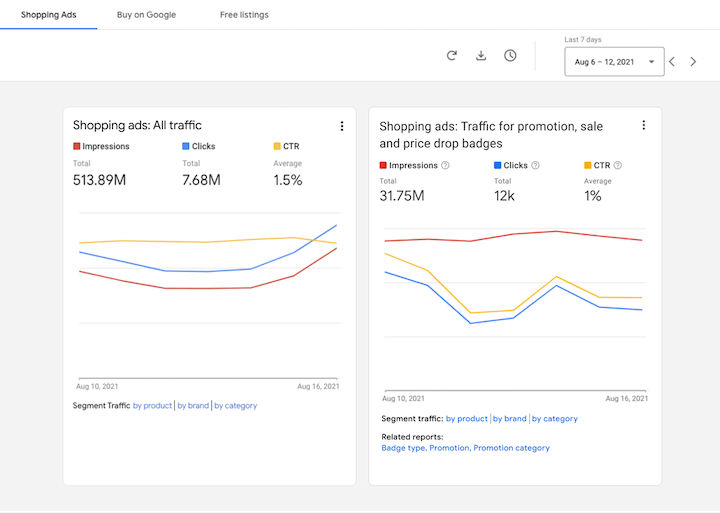 Shopping Ads
Buy on Google
Free listings
Last 7 days
Aug 6 – 12, 2021
Shopping ads: All traffic
Impressions
Clicks
CTR
Total
Total
Average
513.89M
7.68M
1.5%
Aug 10, 2021
Aug 16, 2021
Segment Traffic by product | by brand | by category
Shopping ads: Traffic for promotion, sale
and price drop badges
Impressions ?
Clicks ?
CTR ?
Total
Total
Average
31.75M
12k
1%
Aug 10, 2021
Aug 16, 2021
Segment traffic: by product | by brand | by category
Related reports:
Badge type, Promotion, Promotion category